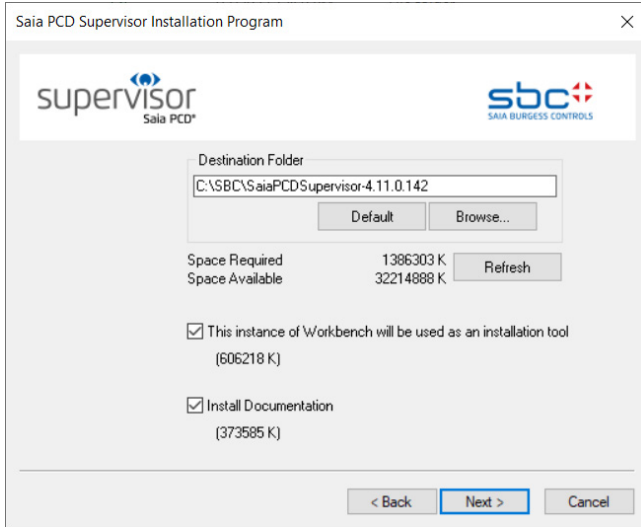 Saia PCD Supervisor Installation Program
supervisor
Saia PCD®
sbc
SAIA BURGESS CONTROLS
Destination Folder
C:\SBC\SaiaPCDSupervisor-4.11.0.142
Default Browse...
Space Required 1386303 K
Space Available 32214888 K
Refresh
This instance of Workbench will be used as an installation tool
(606218 K)
Install Documentation
(373585 K)
< Back Next > Cancel